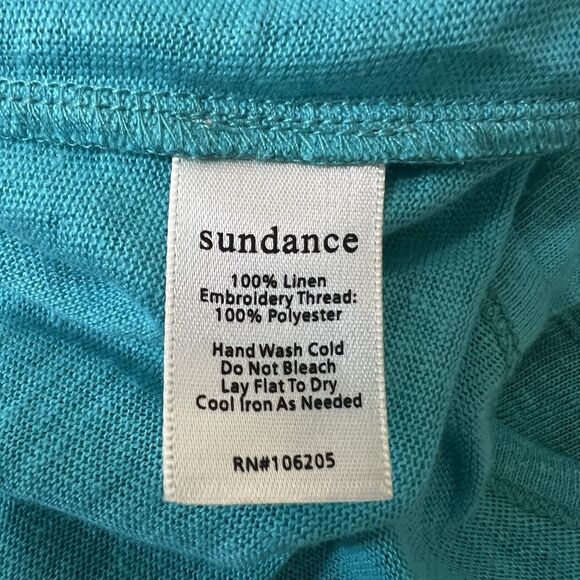 sundance
100% Linen
Embroidery Thread:
100% Polyester
Hand Wash Cold
Do Not Bleach
Lay Flat To Dry
Cool Iron As Needed
RN#106205